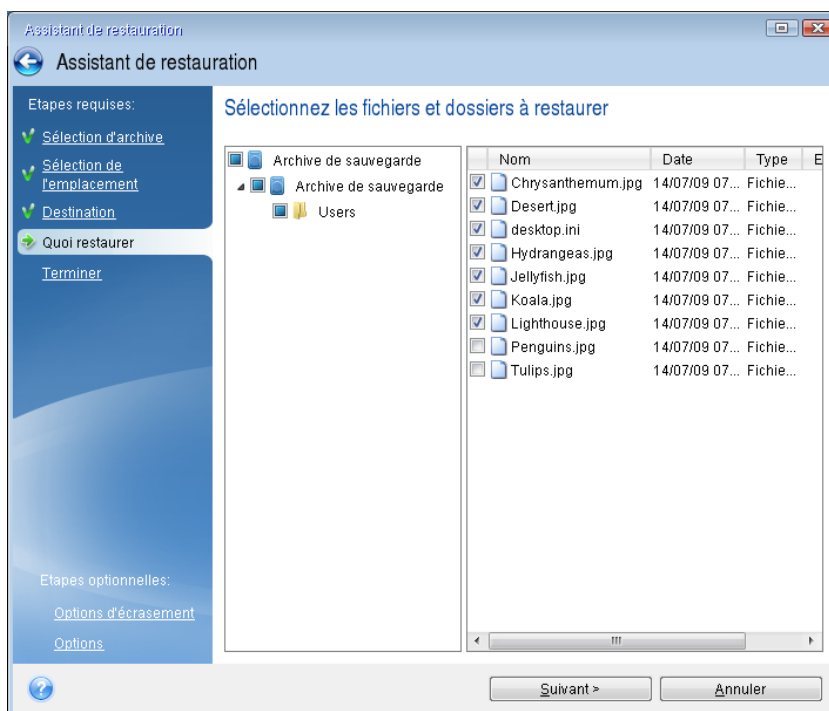 Assistant de restauration
Assistant de restauration
Etapes requises:
Sélection d'archive
Sélection de
l'emplacement
Destination
Quoi restaurer
Terminer
Etapes optionnelles:
Options d'écrasement
Options
Sélectionnez les fichiers et dossiers à restaurer
Archive de sauvegarde
Archive de sauvegarde
Users
Nom Date Type E
Chrysanthemum.jpg 14/07/09 07... Fichie...
Desert.jpg 14/07/09 07... Fichie...
desktop.ini 14/07/09 07... Fichie...
Hydrangeas.jpg 14/07/09 07... Fichie...
Jellyfish.jpg 14/07/09 07... Fichie...
Koala.jpg 14/07/09 07... Fichie...
Lighthouse.jpg 14/07/09 07... Fichie...
Penguins.jpg 14/07/09 07... Fichie...
Tulips.jpg 14/07/09 07... Fichie...
?
Suivant >
Annuler